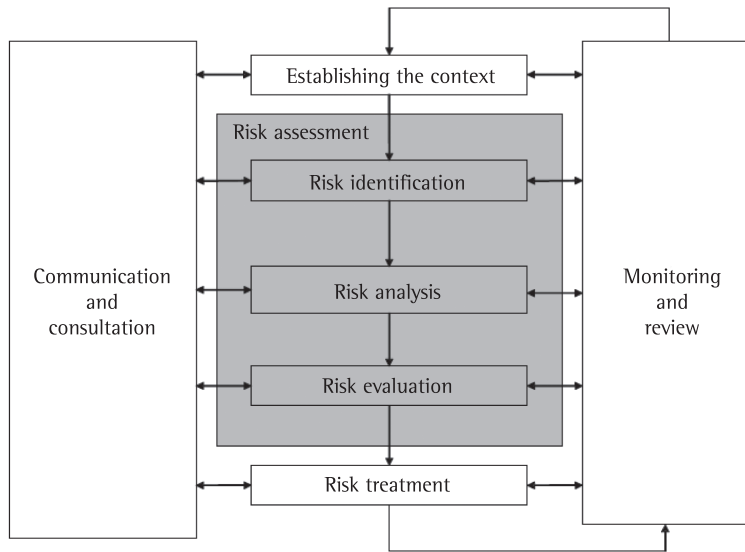 Establishing the context
Risk assessment
Risk identification
Communication
and
consultation
Risk analysis
Monitoring
and
review
Risk evaluation
Risk treatment